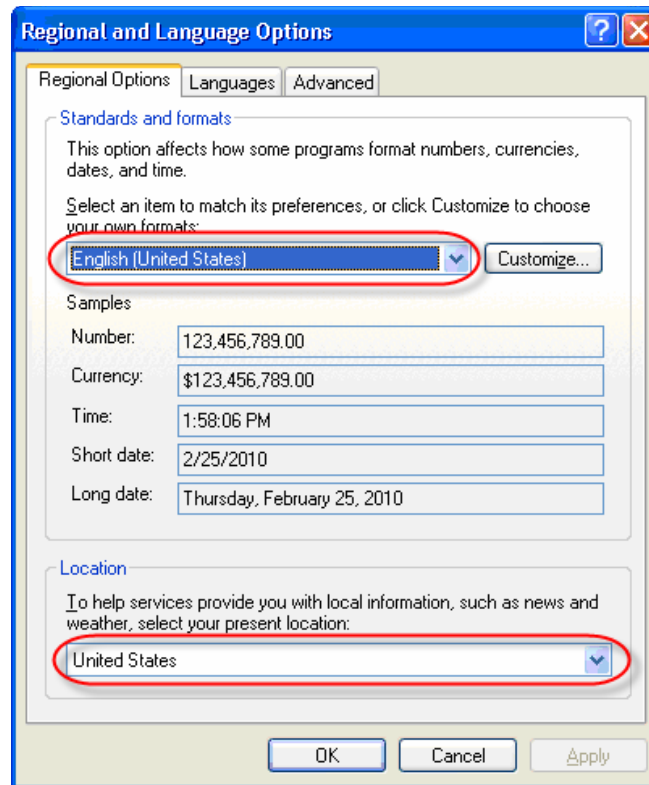 Regional and Language Options
Regional Options Languages Advanced
Standards and formats
This option affects how some programs format numbers, currencies,
dates, and time.
Select an item to match its preferences, or click Customize to choose
your own formats:
English (United States) Customize...
Samples
Number: 123,456,789.00
Currency: $123,456,789.00
Time: 1:58:06 PM
Short date: 2/25/2010
Long date: Thursday, February 25, 2010
Location
To help services provide you with local information, such as news and
weather, select your present location:
United States
OK Cancel Apply